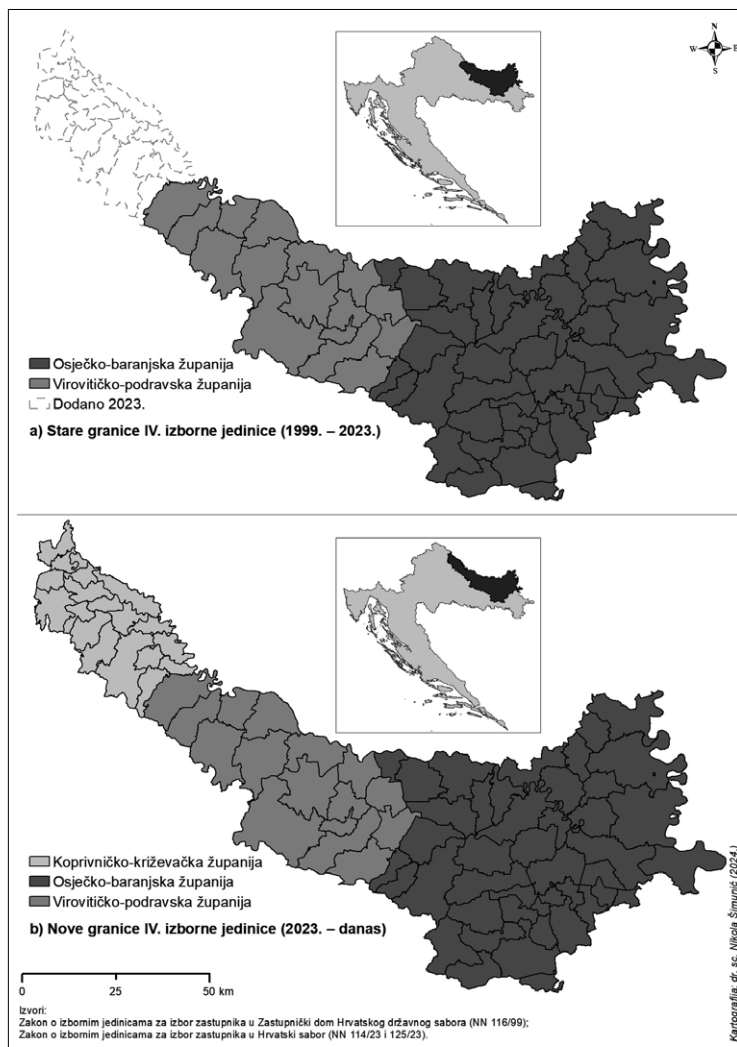 N
W E
S
Osječko-baranjska županija
Virovitičko-podravska županija
Dodano 2023.
a) Stare granice IV. izborne jedinice (1999. – 2023.)
Koprivničko-križevačka županija
Osječko-baranjska županija
Virovitičko-podravska županija
b) Nove granice IV. izborne jedinice (2023. – danas)
0 25 50 km
Izvori:
Zakon o izbornim jedinicama za izbor zastupnika u Zastupnički dom Hrvatskog državnog sabora (NN 116/99);
Zakon o izbornim jedinicama za izbor zastupnika u Hrvatski sabor (NN 114/23 i 125/23).
Kartografija: dr. sc. Nikola Šimunić (2024.)